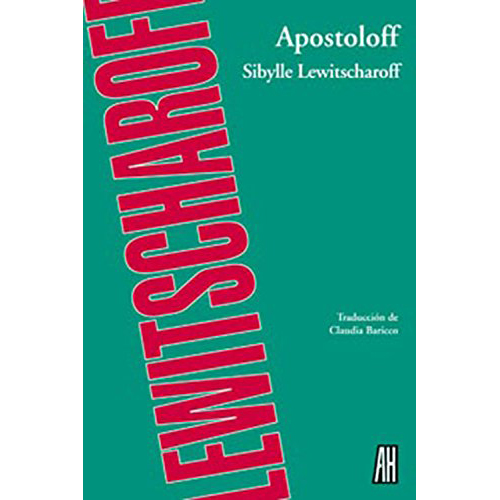 Apostoloff
Sibylle Lewitscharoff
LEWITSCHAROFF
Traducción de
Claudia Baricco
AH